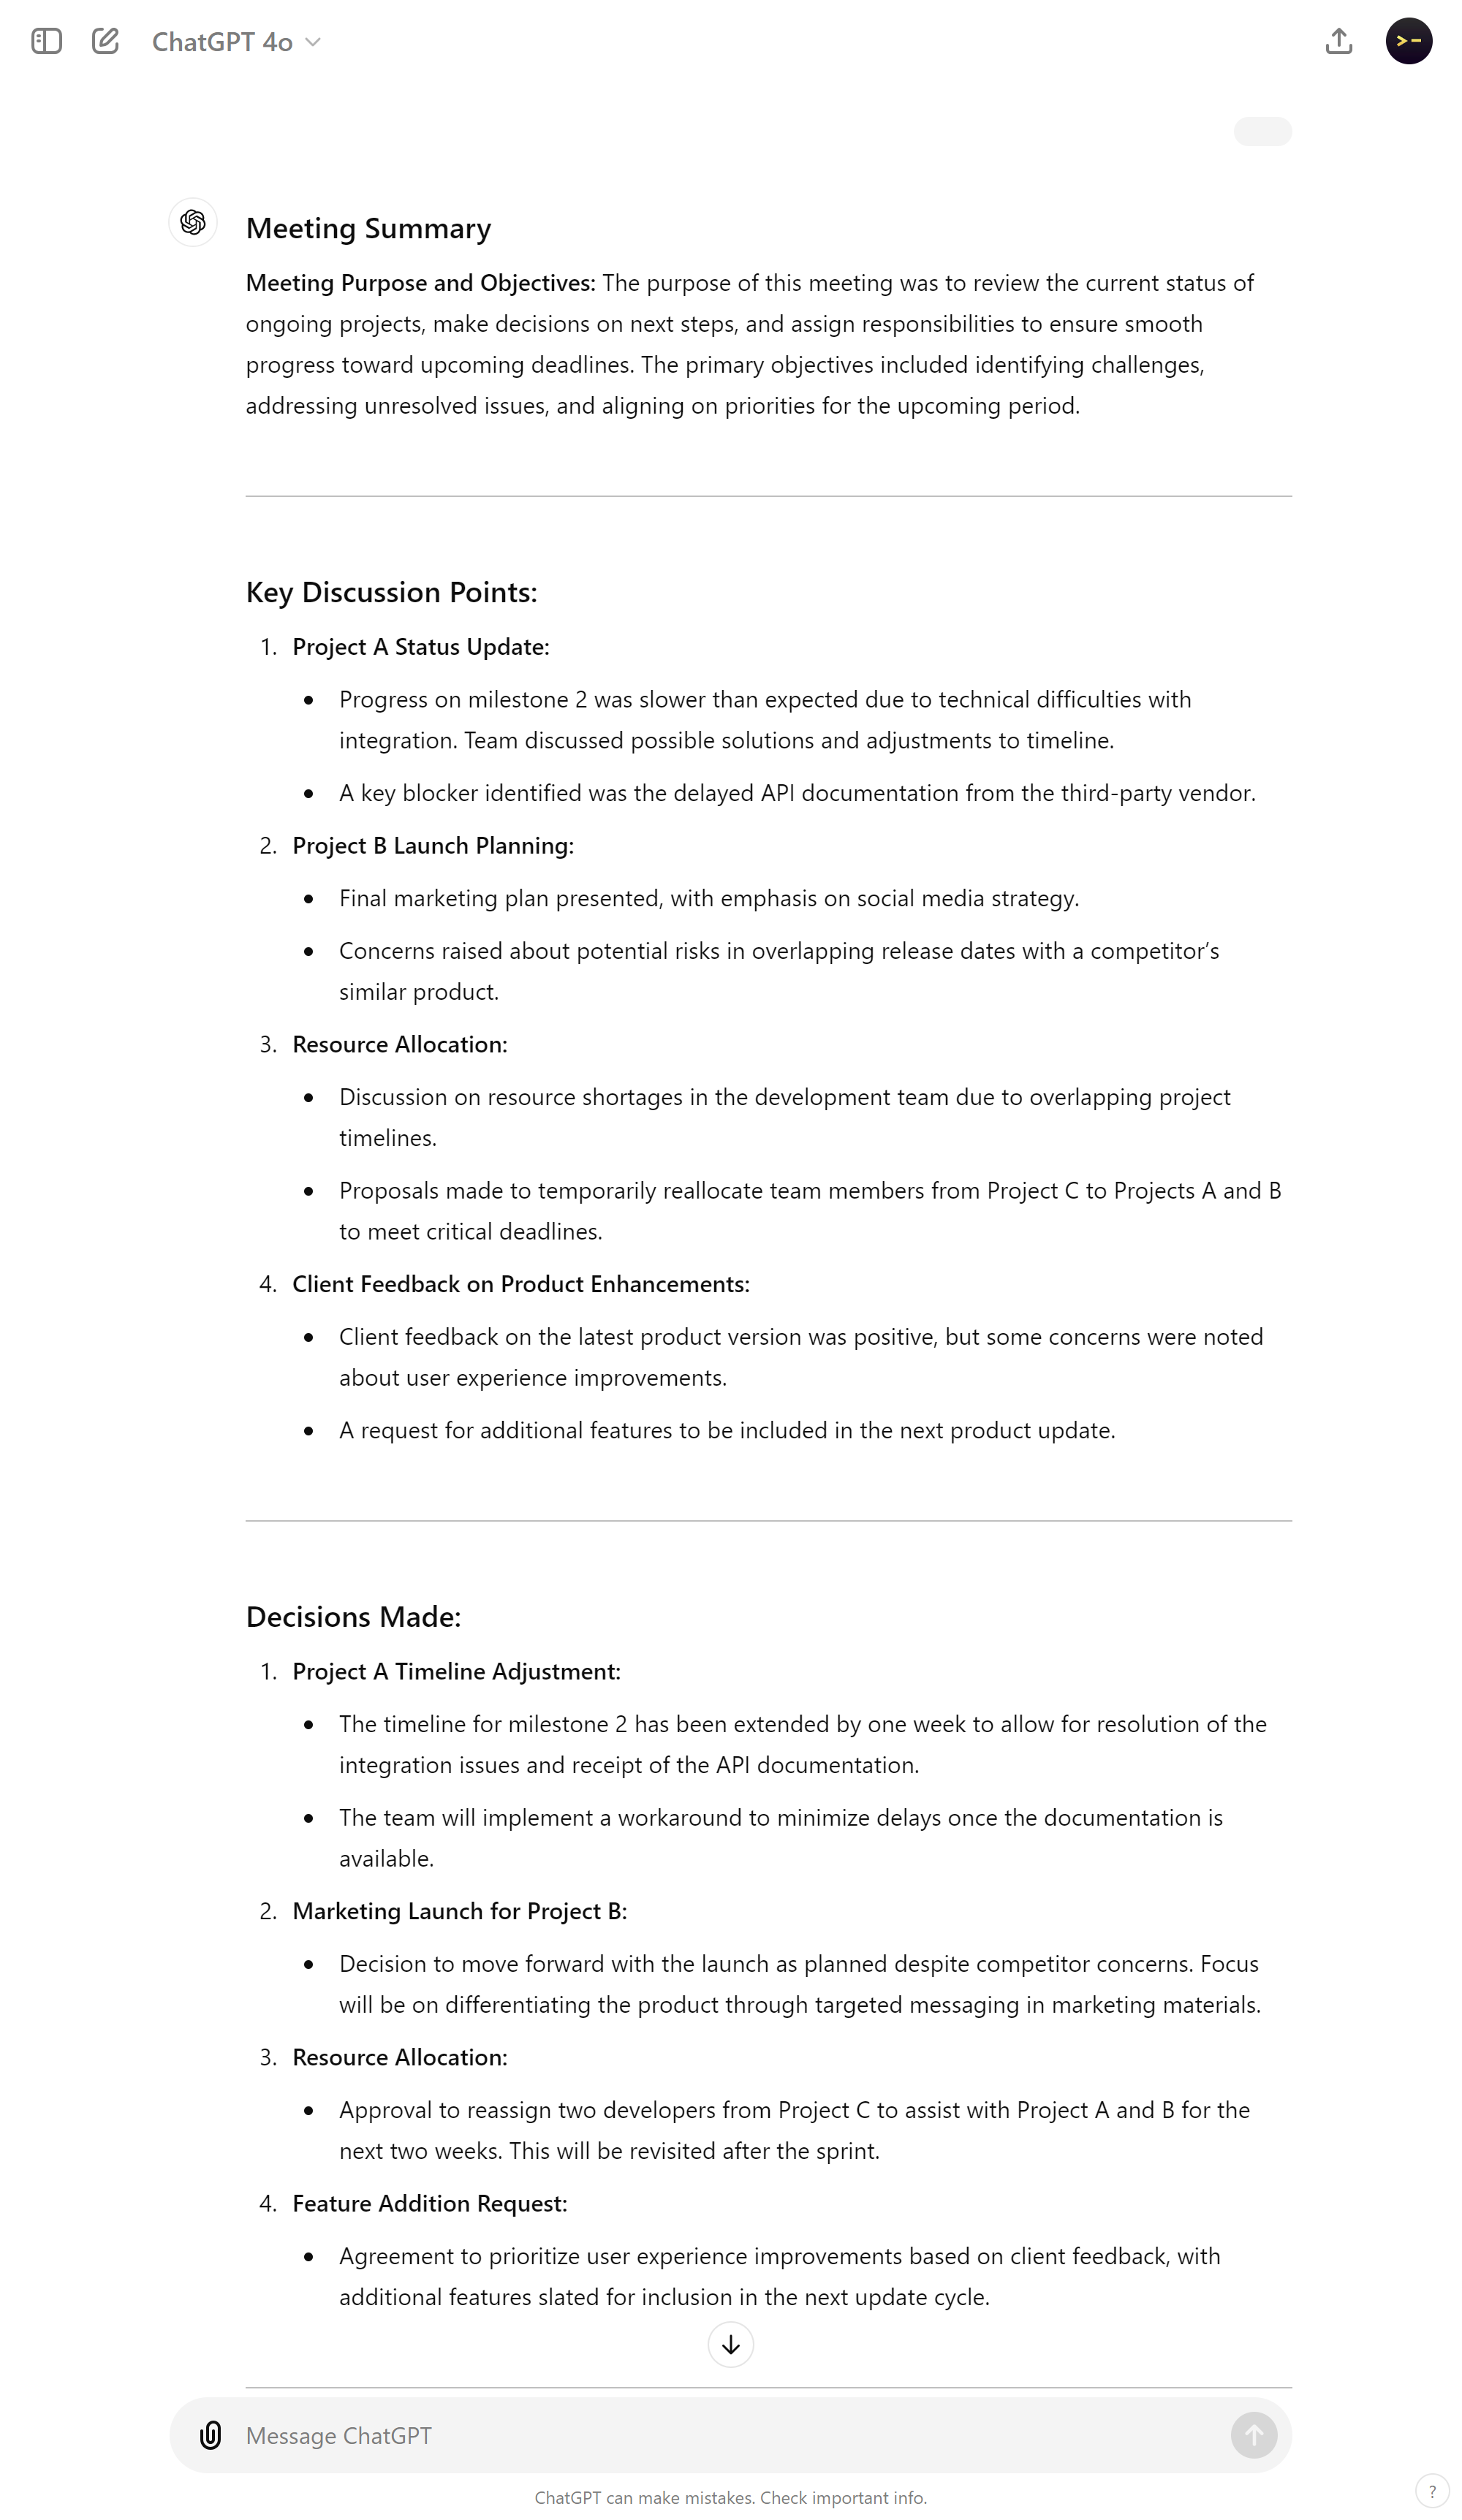 ChatGPT 4o
Meeting Summary
Meeting Purpose and Objectives: The purpose of this meeting was to review the current status of
ongoing projects, make decisions on next steps, and assign responsibilities to ensure smooth
progress toward upcoming deadlines. The primary objectives included identifying challenges,
addressing unresolved issues, and aligning on priorities for the upcoming period.
Key Discussion Points:
1. Project A Status Update:
• Progress on milestone 2 was slower than expected due to technical difficulties with
integration. Team discussed possible solutions and adjustments to timeline.
• A key blocker identified was the delayed API documentation from the third-party vendor.
2. Project B Launch Planning:
• Final marketing plan presented, with emphasis on social media strategy.
• Concerns raised about potential risks in overlapping release dates with a competitor’s
similar product.
3. Resource Allocation:
• Discussion on resource shortages in the development team due to overlapping project
timelines.
• Proposals made to temporarily reallocate team members from Project C to Projects A and B
to meet critical deadlines.
4. Client Feedback on Product Enhancements:
• Client feedback on the latest product version was positive, but some concerns were noted
about user experience improvements.
• A request for additional features to be included in the next product update.
Decisions Made:
1. Project A Timeline Adjustment:
• The timeline for milestone 2 has been extended by one week to allow for resolution of the
integration issues and receipt of the API documentation.
• The team will implement a workaround to minimize delays once the documentation is
available.
2. Marketing Launch for Project B:
• Decision to move forward with the launch as planned despite competitor concerns. Focus
will be on differentiating the product through targeted messaging in marketing materials.
3. Resource Allocation:
• Approval to reassign two developers from Project C to assist with Project A and B for the
next two weeks. This will be revisited after the sprint.
4. Feature Addition Request:
• Agreement to prioritize user experience improvements based on client feedback, with
additional features slated for inclusion in the next update cycle.
Message ChatGPT
ChatGPT can make mistakes. Check important info.
?